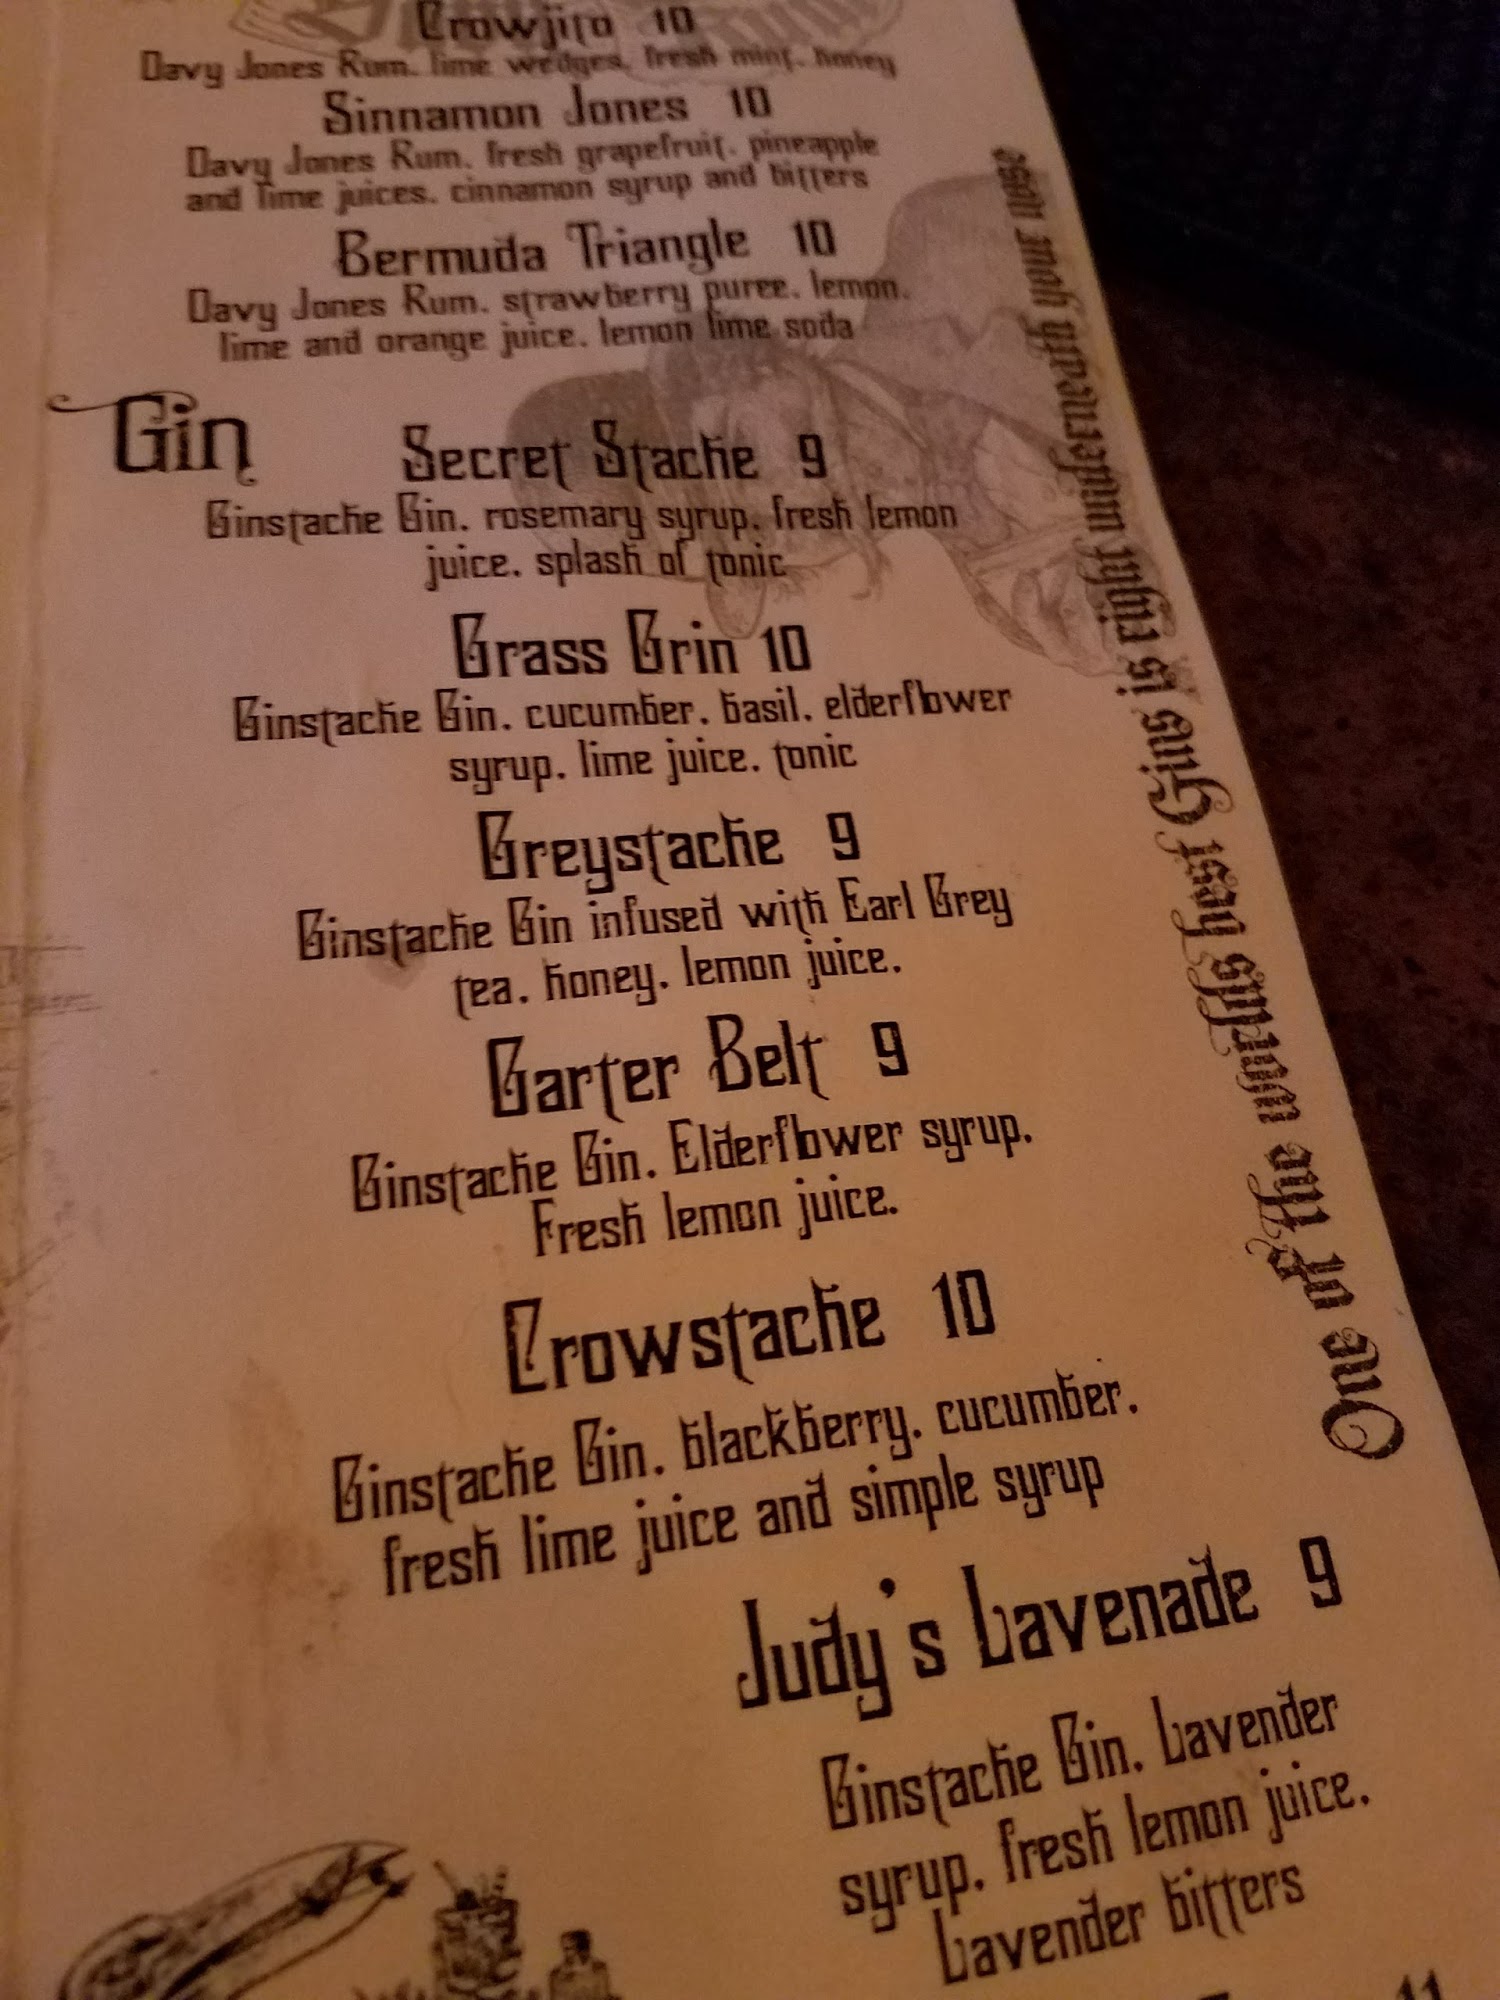 Crowjito 10
Davy Jones Rum. lime wedges. fresh mint. honey
Sinnamon Jones 10
Davy Jones Rum. fresh grapefruit. pineapple
and lime juices. cinnamon syrup and bitters
Bermuda Triangle 10
Davy Jones Rum. strawberry puree. lemon.
lime and orange juice. lemon lime soda
Gin
Secret Stache 9
Ginstache Gin. rosemary syrup. fresh lemon
juice. splash of tonic
Grass Grin 10
Ginstache Gin. cucumber. basil. elderflower
syrup. lime juice. tonic
Greystache 9
Ginstache Gin infused with Earl Grey
tea. honey. lemon juice.
Garter Belt 9
Ginstache Gin. Elderflower syrup.
Fresh lemon juice.
Crowstache 10
Ginstache Gin. blackberry. cucumber.
fresh lime juice and simple syrup
Judy's Lavenade 9
Ginstache Gin. Lavender
syrup. fresh lemon juice.
Lavender bitters
11
One of the worlds best Gins is right underneath your nose